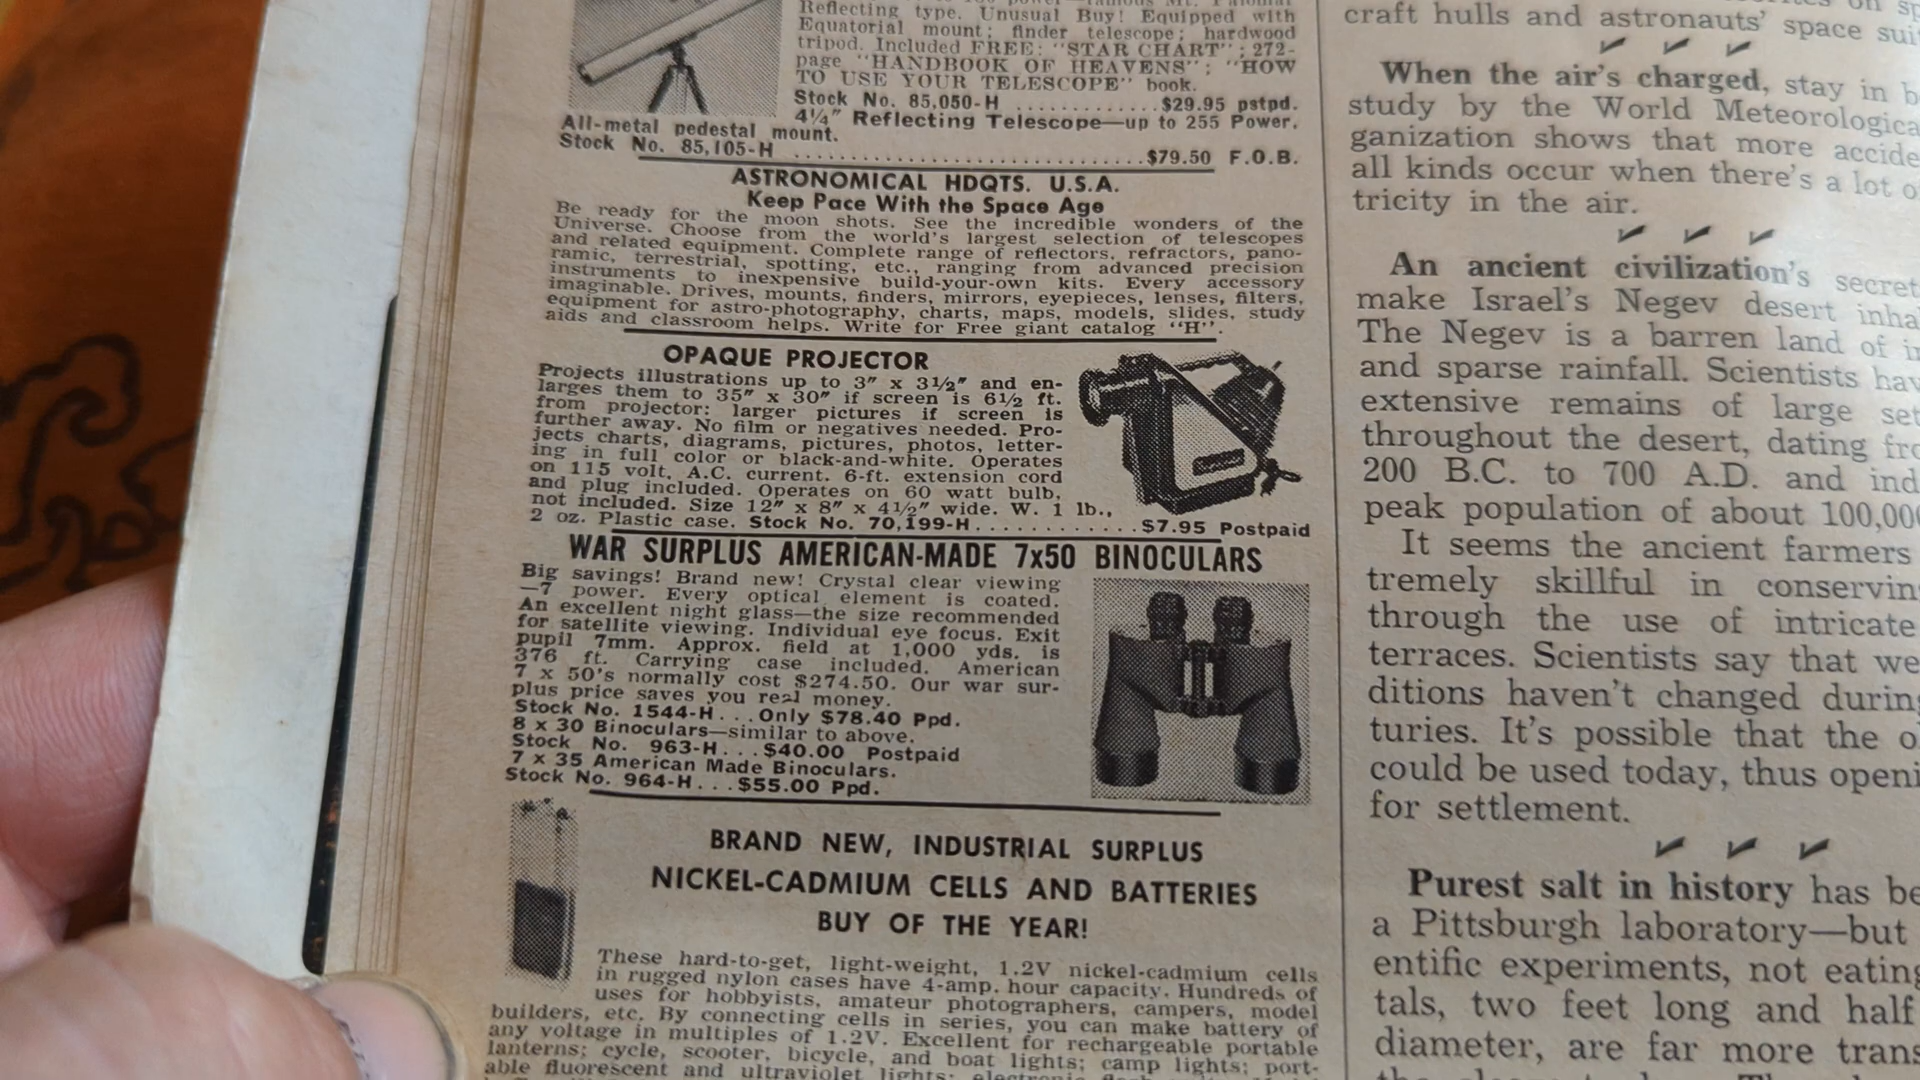 Reflecting type. Unusual Buy! Equipped with
Equatorial mount; finder telescope; hardwood
tripod. Included FREE: "STAR CHART"; 272-
page "HANDBOOK OF HEAVENS"; "HOW
TO USE YOUR TELESCOPE" book.
Stock No. 85,050-H ............$29.95 pstpd.
4¼" Reflecting Telescope—up to 255 Power.
All-metal pedestal mount.
Stock No. 85,105-H ............................$79.50 F.O.B.
ASTRONOMICAL HDQTS. U.S.A.
Keep Pace With the Space Age
Be ready for the moon shots. See the incredible wonders of the
Universe. Choose from the world's largest selection of telescopes
and related equipment. Complete range of reflectors, refractors, pano-
ramic, terrestrial, spotting, etc., ranging from advanced precision
instruments to inexpensive build-your-own kits. Every accessory
imaginable. Drives, mounts, finders, mirrors, eyepieces, lenses, filters,
equipment for astro-photography, charts, maps, models, slides, study
aids and classroom helps. Write for Free giant catalog "H".
OPAQUE PROJECTOR
Projects illustrations up to 3" x 3½" and en-
larges them to 35" x 30" if screen is 6½ ft.
from projector: larger pictures if screen is
further away. No film or negatives needed. Pro-
jects charts, diagrams, pictures, photos, letter-
ing in full color or black-and-white. Operates
on 115 volt, A.C. current. 6-ft. extension cord
and plug included. Operates on 60 watt bulb,
not included. Size 12" x 8" x 4½" wide. W. 1 lb.,
2 oz. Plastic case. Stock No. 70,199-H............$7.95 Postpaid
WAR SURPLUS AMERICAN-MADE 7x50 BINOCULARS
Big savings! Brand new! Crystal clear viewing
—7 power. Every optical element is coated.
An excellent night glass—the size recommended
for satellite viewing. Individual eye focus. Exit
pupil 7mm. Approx. field at 1,000 yds. is
376 ft. Carrying case included. American
7 x 50's normally cost $274.50. Our war sur-
plus price saves you real money.
Stock No. 1544-H...Only $78.40 Ppd.
8 x 30 Binoculars—similar to above.
Stock No. 963-H...$40.00 Postpaid
7 x 35 American Made Binoculars.
Stock No. 964-H...$55.00 Ppd.
BRAND NEW, INDUSTRIAL SURPLUS
NICKEL-CADMIUM CELLS AND BATTERIES
BUY OF THE YEAR!
These hard-to-get, light-weight, 1.2V nickel-cadmium cells
in rugged nylon cases have 4-amp. hour capacity. Hundreds of
uses for hobbyists, amateur photographers, campers, model
builders, etc. By connecting cells in series, you can make battery of
any voltage in multiples of 1.2V. Excellent for rechargeable portable
lanterns; cycle, scooter, bicycle, and boat lights; camp lights; port-
able fluorescent and ultraviolet lights;
craft hulls and astronauts' space
When the air's charged, stay in
study by the World
ganization shows that more
all kinds occur when there's a lot
tricity in the air.
An ancient civilization's
make Israel's Negev desert
The Negev is a barren land of
and sparse rainfall. Scientists
extensive remains of large
throughout the desert, dating
200 B.C. to 700 A.D. and
peak population of about
It seems the ancient farmers
tremely skillful in
through the use of intricate
terraces. Scientists say that
ditions haven't changed
turies. It's possible that the
could be used today, thus
for settlement.
Purest salt in history has
a Pittsburgh laboratory—but
entific experiments, not
tals, two feet long and half
diameter, are far more